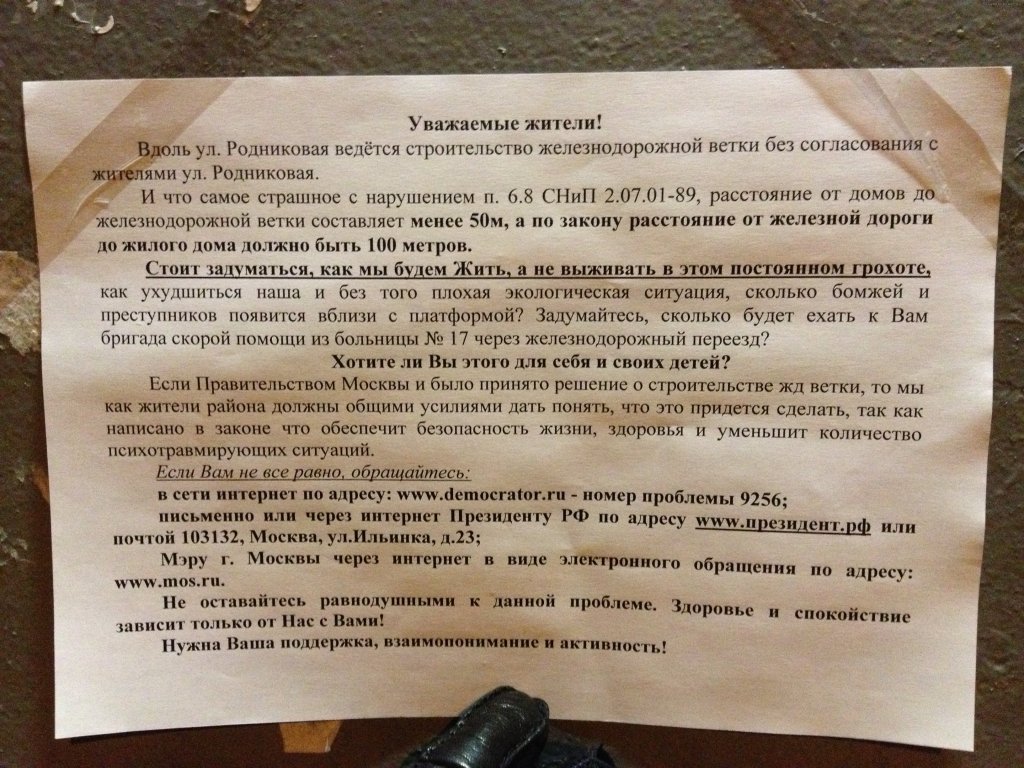 Уважаемые жители!
Вдоль ул. Родниковая ведётся строительство железнодорожной ветки без согласования с
жителями ул. Родниковая.
И что самое страшное с нарушением п. 6.8 СНиП 2.07.01-89, расстояние от домов до
железнодорожной ветки составляет менее 50м, а по закону расстояние от железной дороги
до жилого дома должно быть 100 метров.
Стоит задуматься, как мы будем Жить, а не выживать в этом постоянном грохоте,
как ухудшиться наша и без того плохая экологическая ситуация, сколько бомжей и
преступников появится вблизи с платформой? Задумайтесь, сколько будет ехать к Вам
бригада скорой помощи из больницы № 17 через железнодорожный переезд?
Хотите ли Вы этого для себя и своих детей?
Если Правительством Москвы и было принято решение о строительстве жд ветки, то мы
как жители района должны общими усилиями дать понять, что это придется сделать, так как
написано в законе что обеспечит безопасность жизни, здоровья и уменьшит количество
психотравмирующих ситуаций.
Если Вам не все равно, обращайтесь:
в сети интернет по адресу: www.democrator.ru - номер проблемы 9256;
письменно или через интернет Президенту РФ по адресу www.президент.рф или
почтой 103132, Москва, ул.Ильинка, д.23;
Мэру г. Москвы через интернет в виде электронного обращения по адресу:
www.mos.ru.
Не оставайтесь равнодушными к данной проблеме. Здоровье и спокойствие
зависит только от Нас с Вами!
Нужна Ваша поддержка, взаимопонимание и активность!